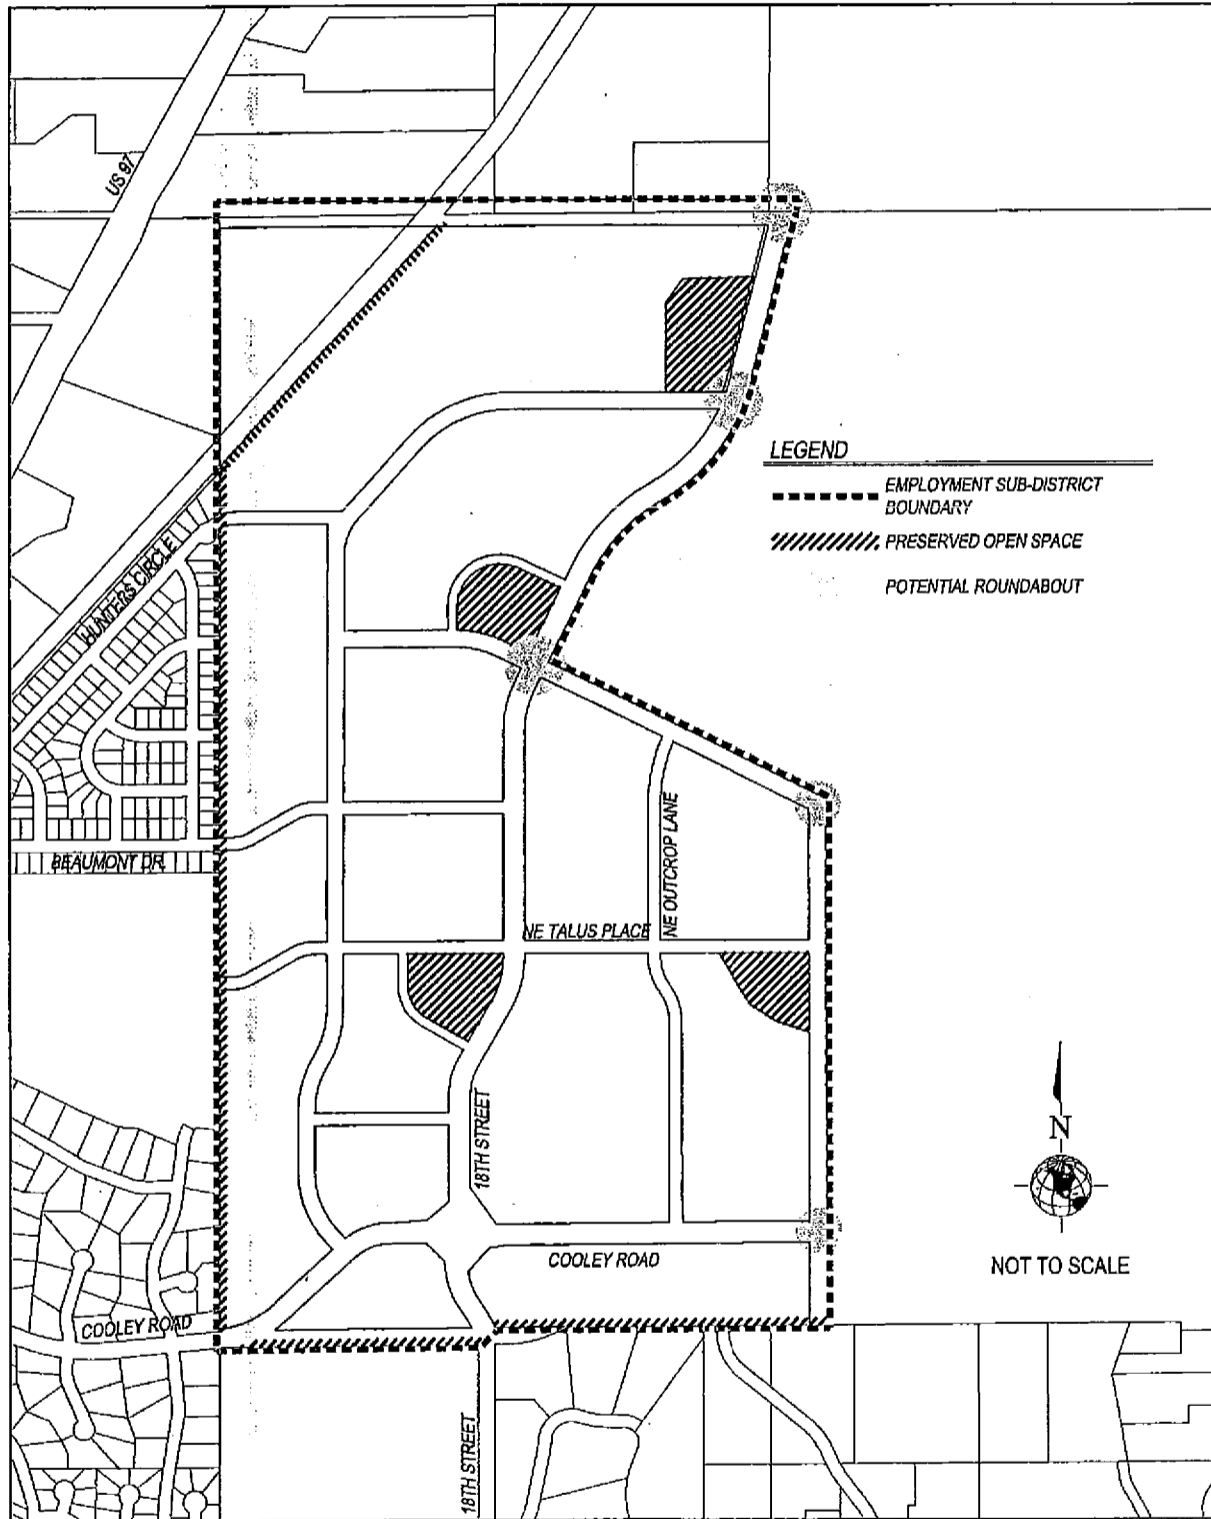 US 97
LEGEND
EMPLOYMENT SUB-DISTRICT
BOUNDARY
PRESERVED OPEN SPACE
POTENTIAL ROUNDABOUT
HUNTERS CIRCLE
BEAUMONT DR.
NE OUTCROP LANE
NE TALUS PLACE
18TH STREET
N
NOT TO SCALE
COOLEY ROAD
COOLEY ROAD
18TH STREET